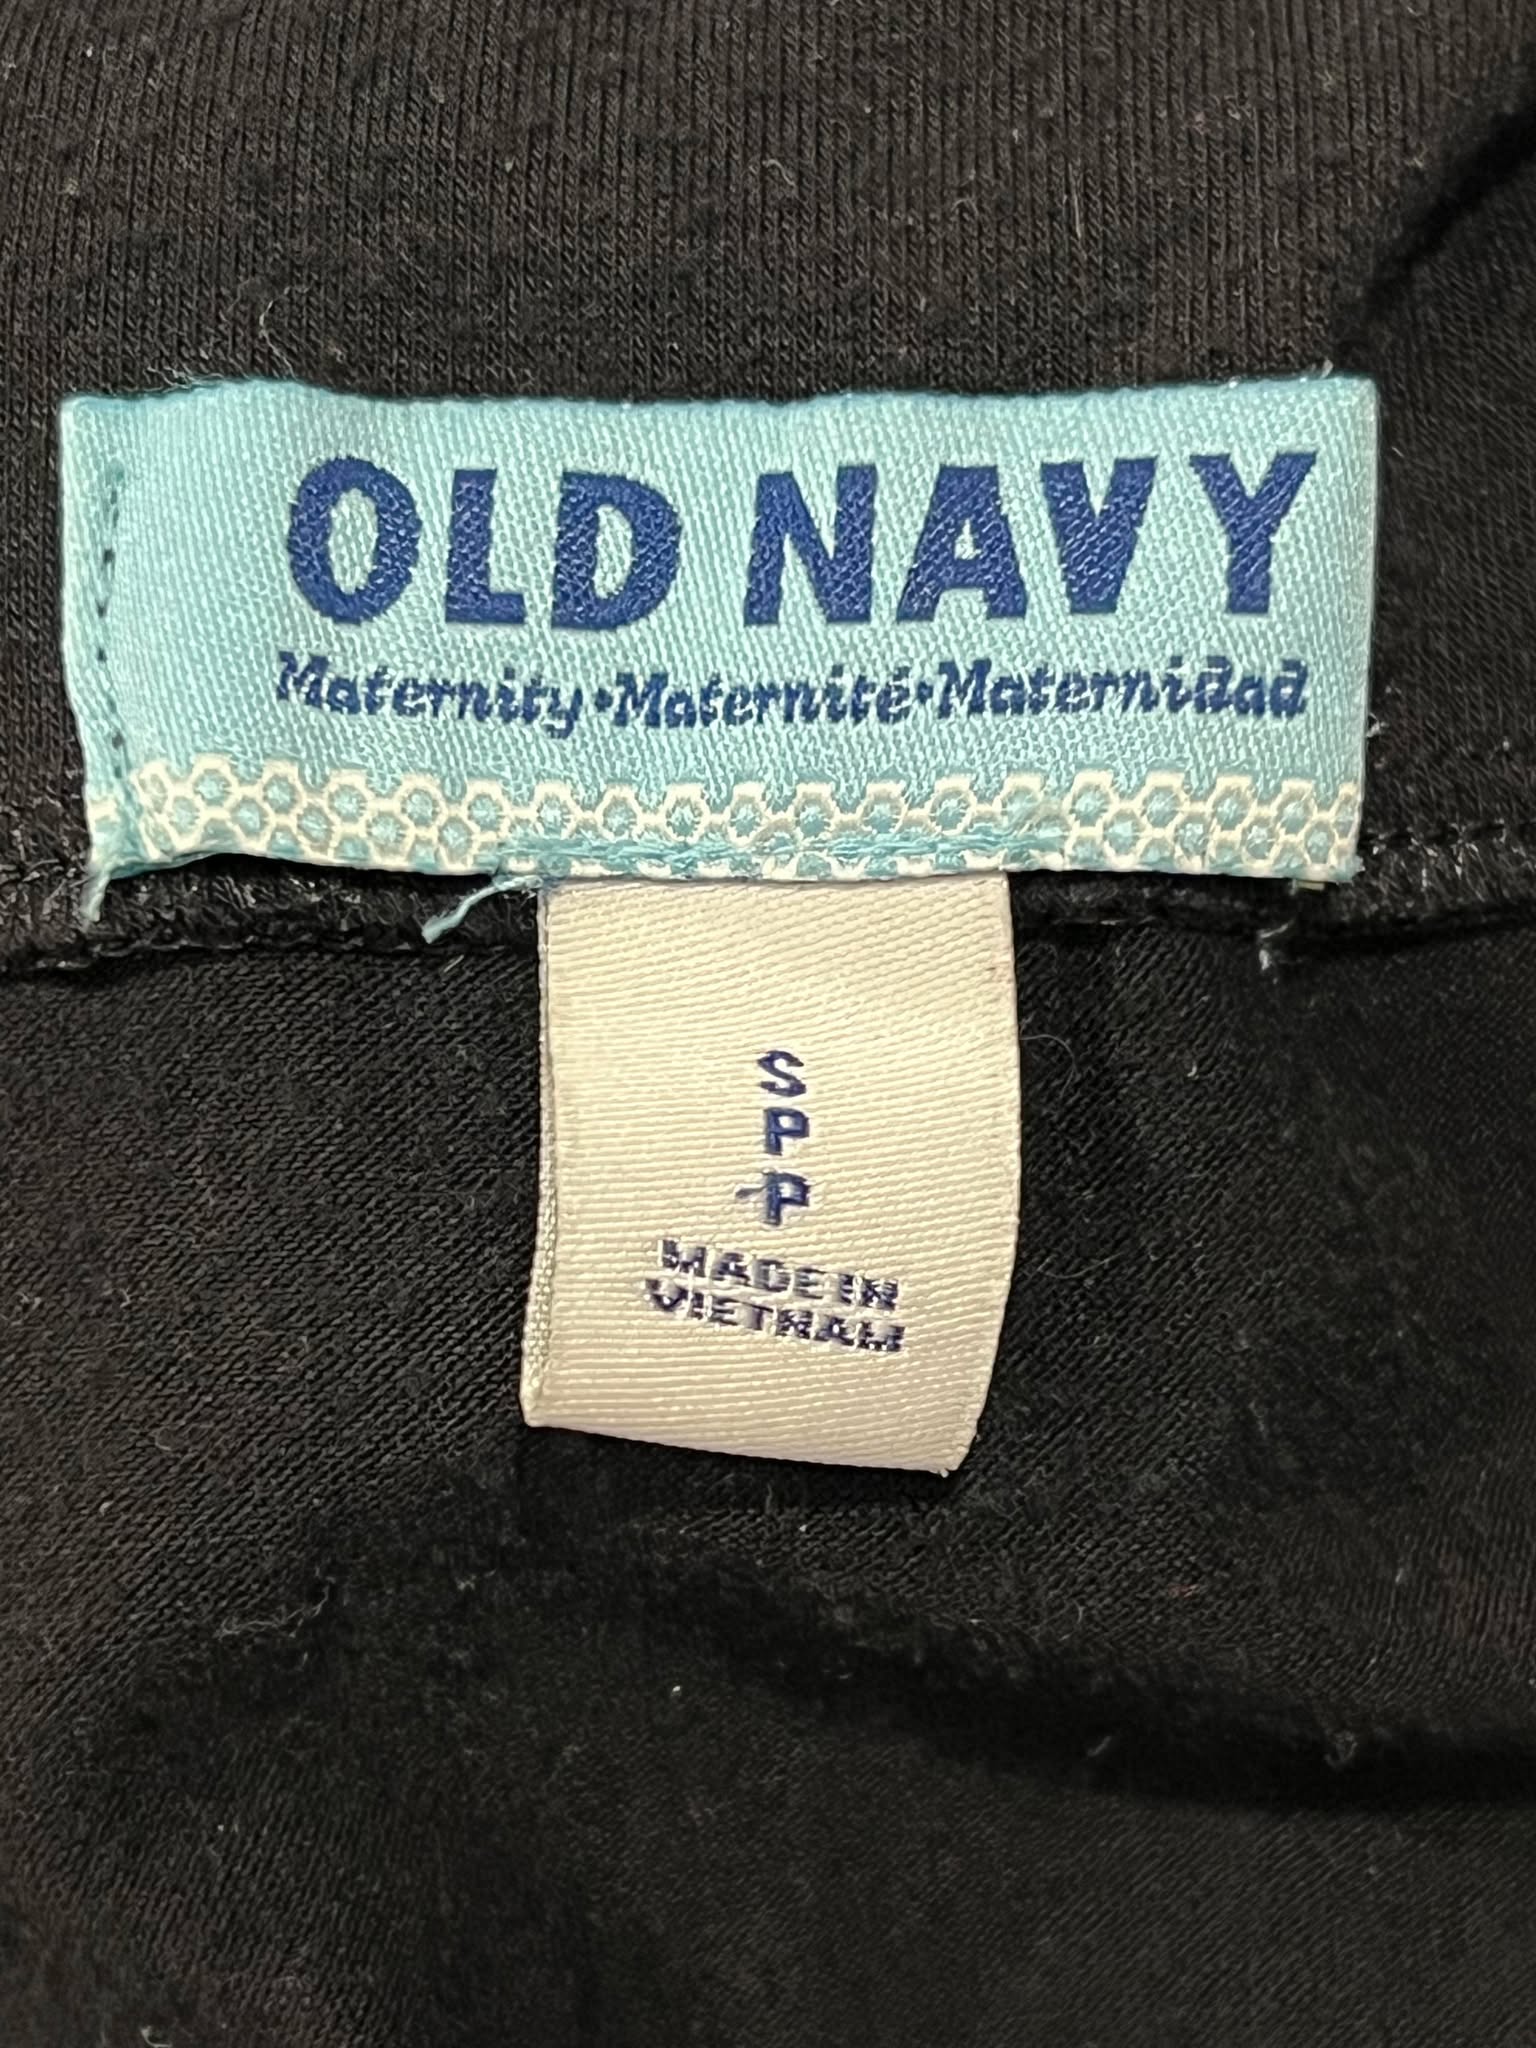 OLD NAVY
Maternity•Maternité•Maternidad
S
P
P
MADE IN
VIETNAM